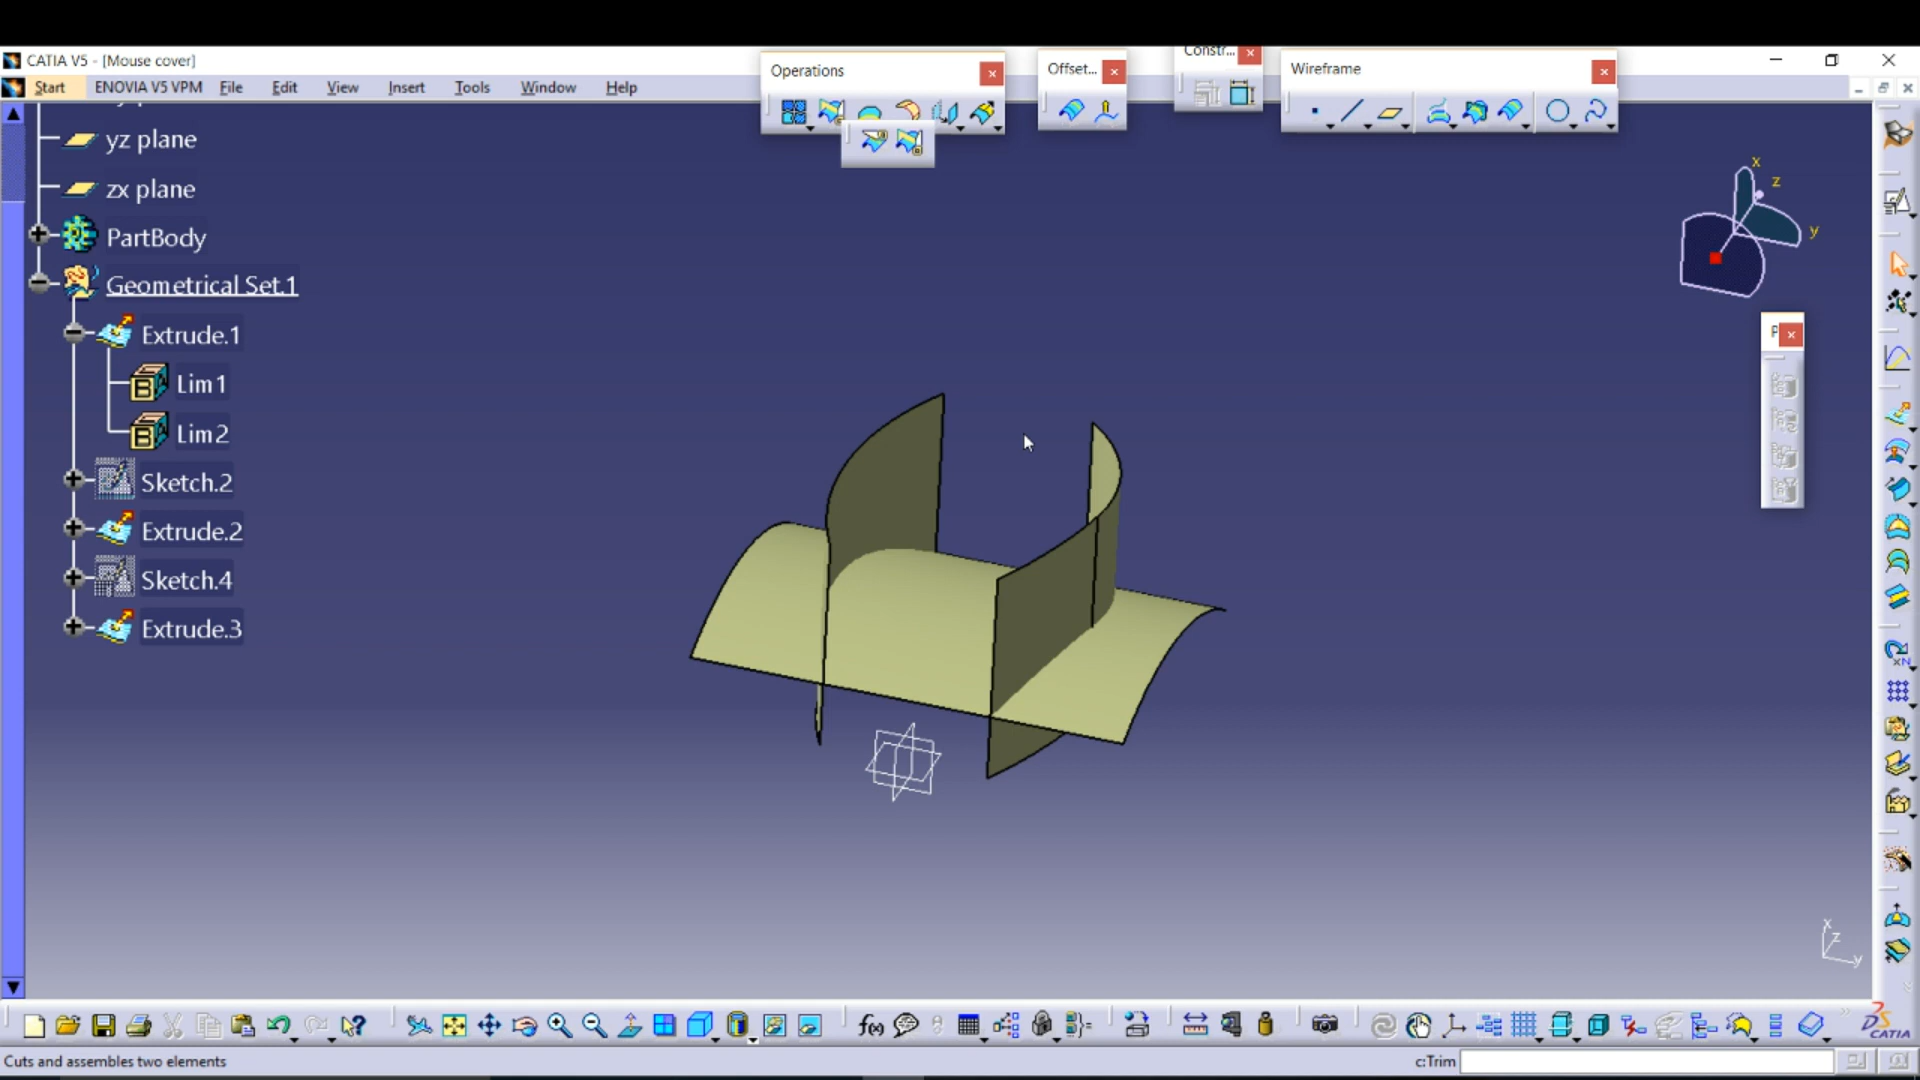 CATIA V5 - [Mouse cover]
Start ENOVIA V5 VPM File Edit View Insert Tools Window Help
Operations
Offset...
Constr...
Wireframe
yz plane
zx plane
PartBody
Geometrical Set.1
Extrude.1
Lim1
Lim2
Sketch.2
Extrude.2
Sketch.4
Extrude.3
x
z
y
P
x
z
y
f(x)
CATIA
Cuts and assembles two elements
c:Trim